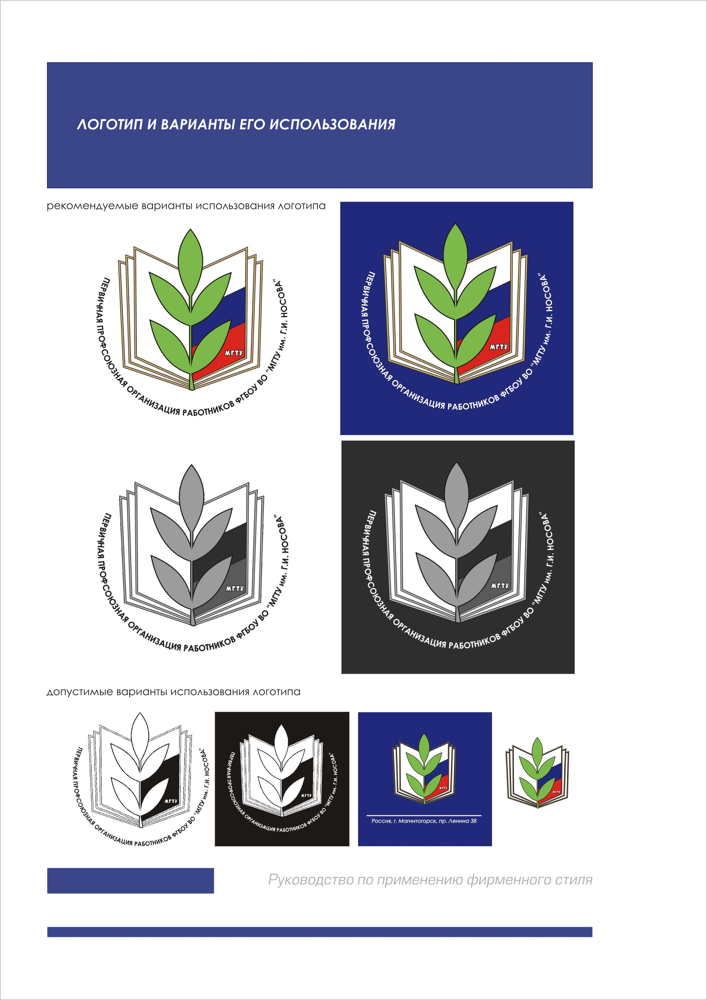 ЛОГОТИП И ВАРИАНТЫ ЕГО ИСПОЛЬЗОВАНИЯ
рекомендуемые варианты использования логотипа
МГТУ
ПЕРВИЧНАЯ ПРОФСОЮЗНАЯ ОРГАНИЗАЦИЯ РАБОТНИКОВ ФГБОУ ВО “МГТУ им. Г.И. НОСОВА”
МГТУ
ПЕРВИЧНАЯ ПРОФСОЮЗНАЯ ОРГАНИЗАЦИЯ РАБОТНИКОВ ФГБОУ ВО “МГТУ им. Г.И. НОСОВА”
МГТУ
ПЕРВИЧНАЯ ПРОФСОЮЗНАЯ ОРГАНИЗАЦИЯ РАБОТНИКОВ ФГБОУ ВО “МГТУ им. Г.И. НОСОВА”
МГТУ
ПЕРВИЧНАЯ ПРОФСОЮЗНАЯ ОРГАНИЗАЦИЯ РАБОТНИКОВ ФГБОУ ВО “МГТУ им. Г.И. НОСОВА”
допустимые варианты использования логотипа
МГТУ
ПЕРВИЧНАЯ ПРОФСОЮЗНАЯ ОРГАНИЗАЦИЯ РАБОТНИКОВ ФГБОУ ВО “МГТУ им. Г.И. НОСОВА”
МГТУ
ПЕРВИЧНАЯ ПРОФСОЮЗНАЯ ОРГАНИЗАЦИЯ РАБОТНИКОВ ФГБОУ ВО “МГТУ им. Г.И. НОСОВА”
МГТУ
Россия, г. Магнитогорск, пр. Ленина 38
МГТУ
Руководство по применению фирменного стиля